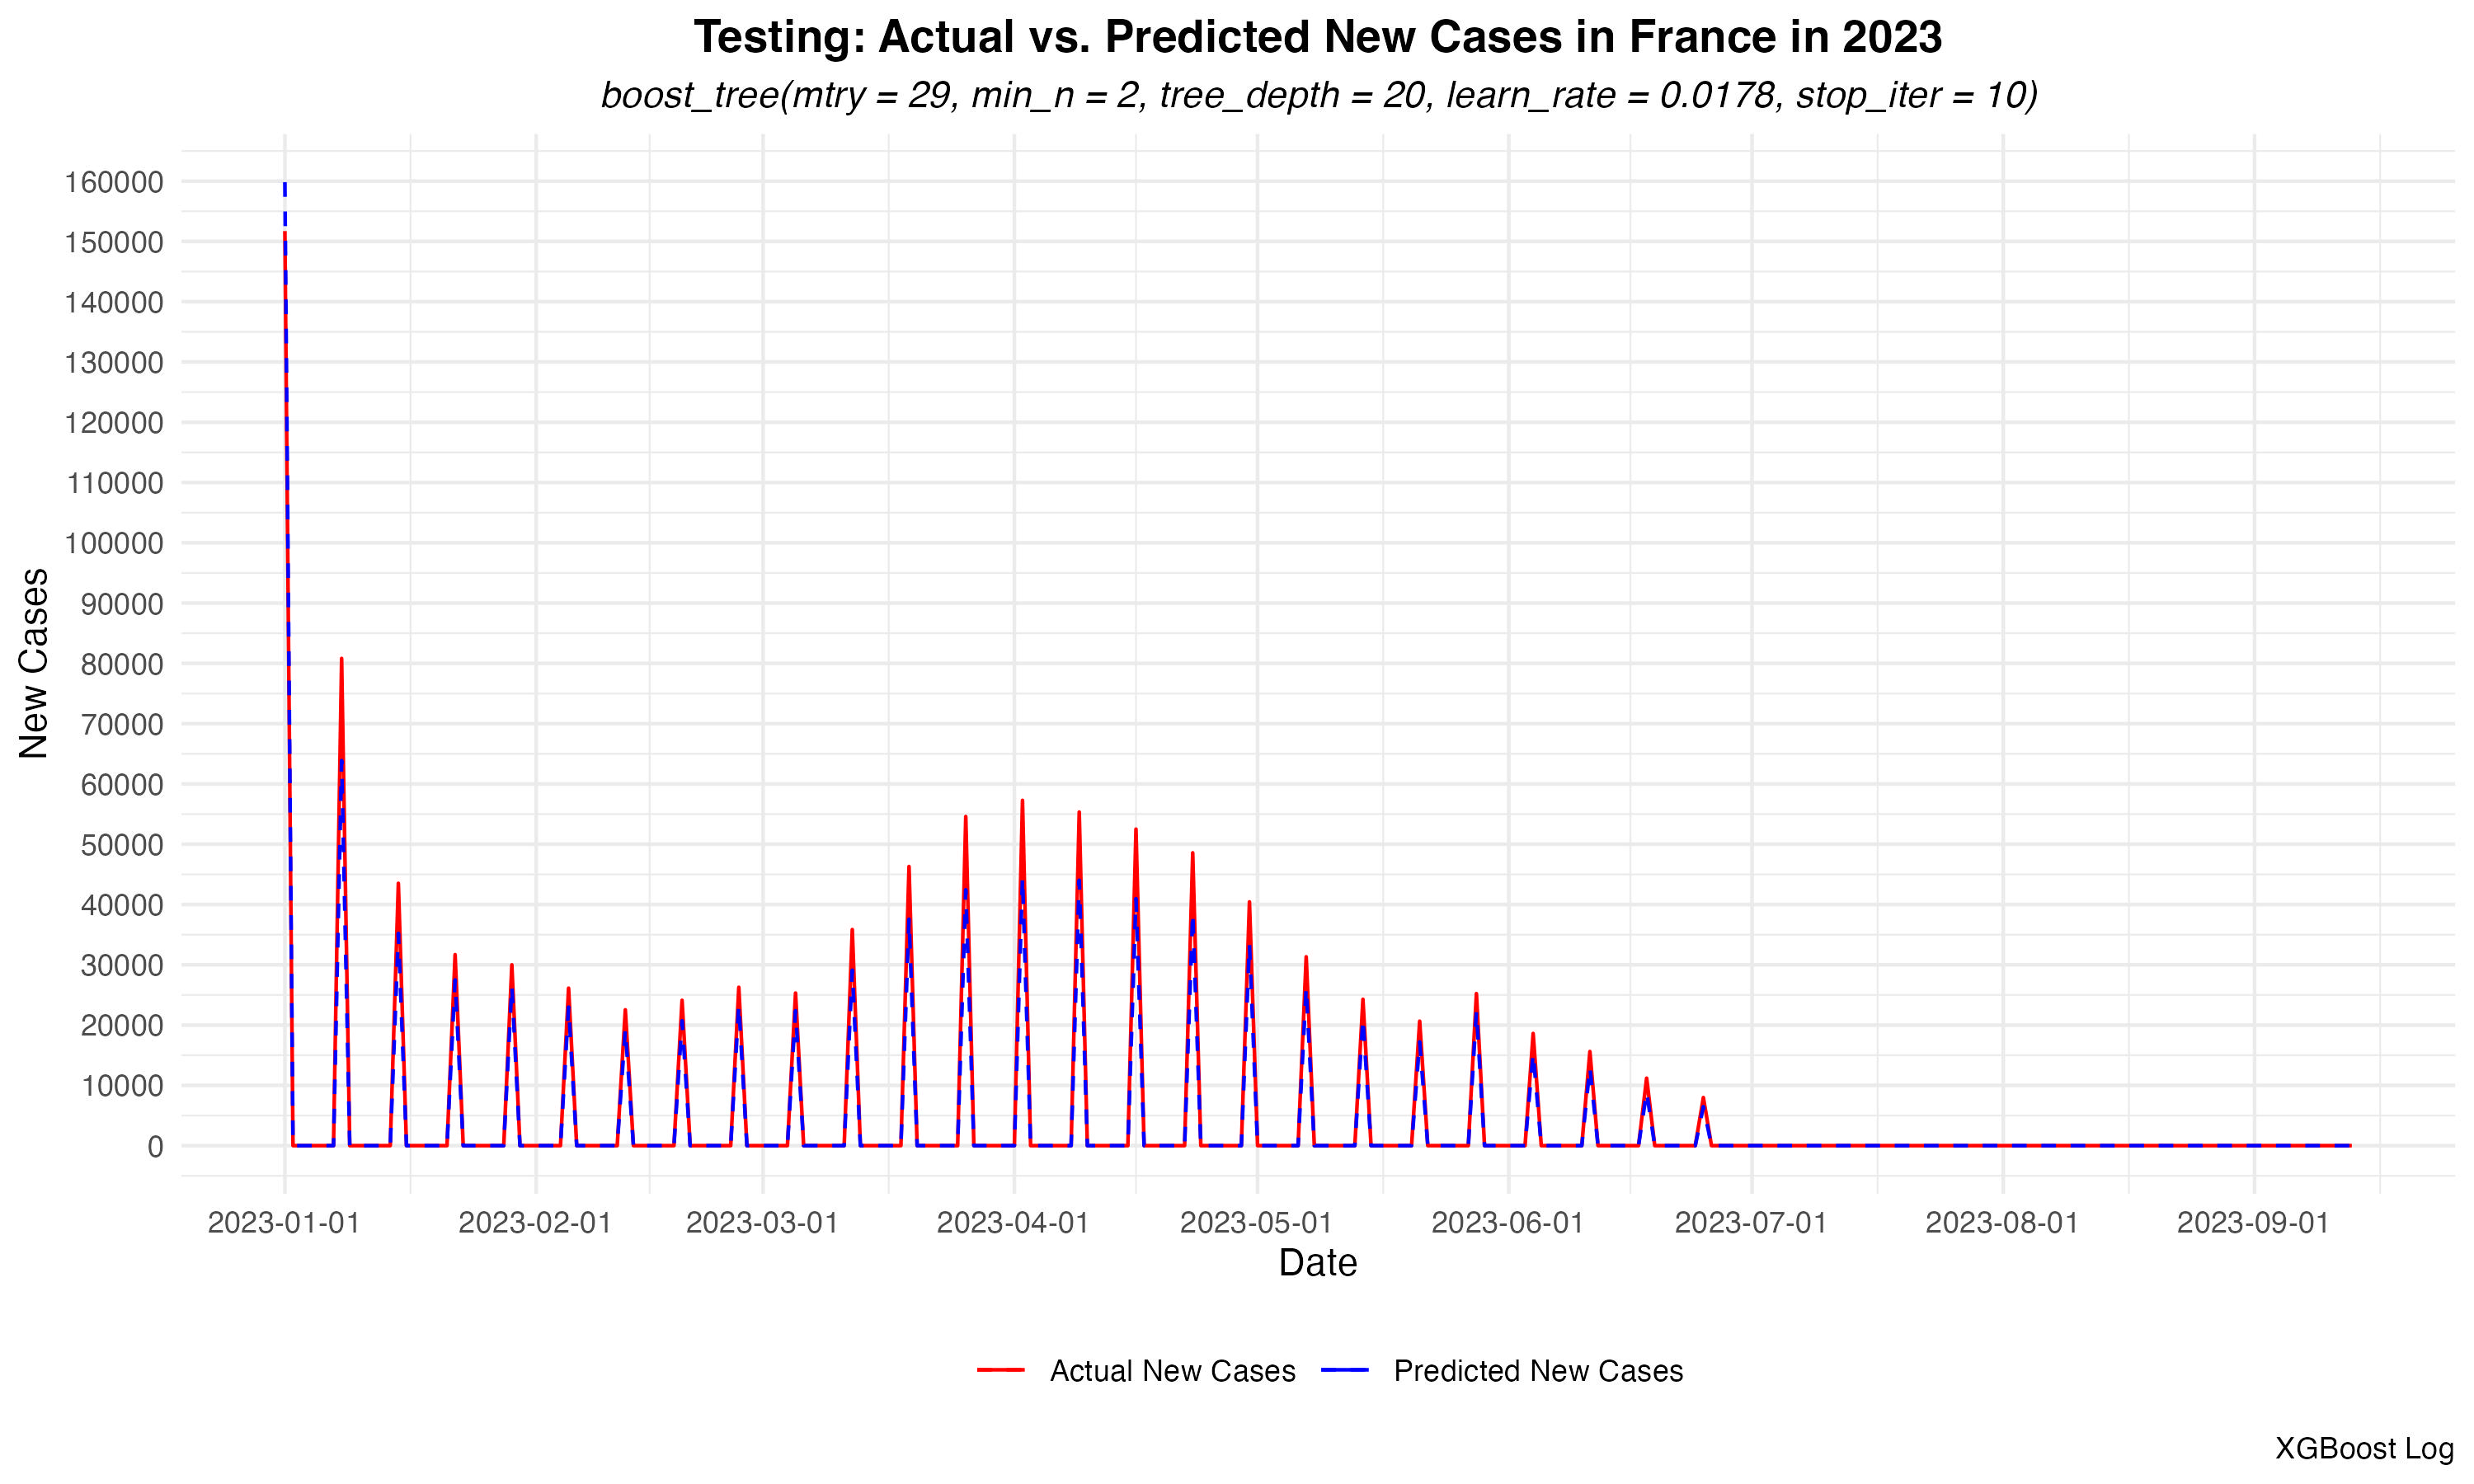 Testing: Actual vs. Predicted New Cases in France in 2023
boost_tree(mtry = 29, min_n = 2, tree_depth = 20, learn_rate = 0.0178, stop_iter = 10)
New Cases
160000
150000
140000
130000
120000
110000
100000
90000
80000
70000
60000
50000
40000
30000
20000
10000
0
2023-01-01 2023-02-01 2023-03-01 2023-04-01 2023-05-01 2023-06-01 2023-07-01 2023-08-01 2023-09-01
Date
Actual New Cases Predicted New Cases
XGBoost Log